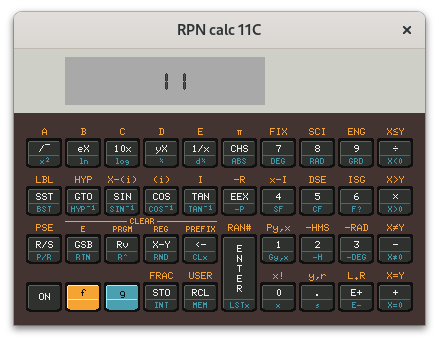 RPN calc 11C ×
11
A B C D E π FIX SCI ENG X≤Y
√‾ eX 10x yX 1/x CHS 7 8 9 ÷
x² ln log % d% ABS DEG RAD GRD X<0
LBL HYP X-(i) (i) I →R x-I DSE ISG X>Y
SST GTO SIN COS TAN EEX 4 5 6 ×
BST HYP⁻¹ SIN⁻¹ COS⁻¹ TAN⁻¹ →P SF CF F? X>0
CLEAR
PSE Σ PRGM REG PREFIX RAN# Py,x →HMS →RAD X≠Y
R/S GSB Rv X-Y <- ENTER 1 2 3 -
P/R RTN R^ RND CLx Cy,x →H →DEG X≠0
FRAC USER x! y,r L.R X=Y
ON f g STO RCL 0 . Σ+ +
INT MEM LSTx x s Σ- X=0